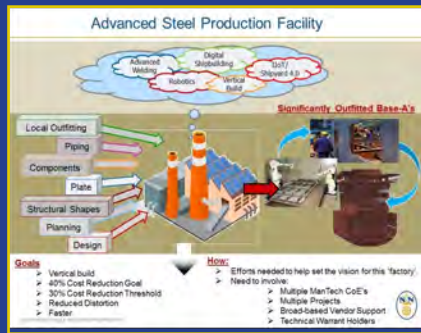 Advanced Steel Production Facility
Advanced
Welding
Digital
Shipbuilding
IIoT/
Shipyard 4.0
Robotics
Vertical
Build
Significantly Outfitted Base-A's
Local Outfitting
Piping
Components
Plate
Structural Shapes
Planning
Design
Goals
➢ Vertical build
➢ 40% Cost Reduction Goal
➢ 30% Cost Reduction Threshold
➢ Reduced Distortion
➢ Faster
How:
➢ Efforts needed to help set the vision for this 'factory'.
➢ Need to involve:
➢ Multiple ManTech CoE's
➢ Multiple Projects
➢ Broad-based Vendor Support
➢ Technical Warrant Holders